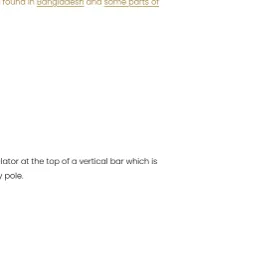 found in Bangladesh and some parts of
lator at the top of a vertical bar which is
y pole.